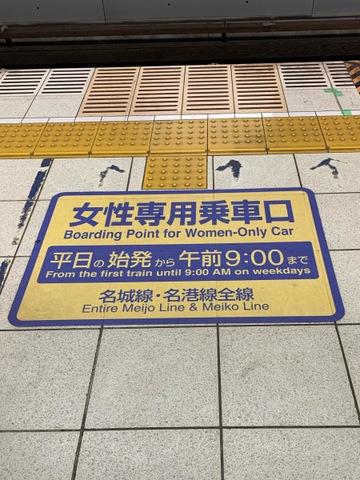 女性専用乗車口
Boarding Point for Women-Only Car
平日の始発から午前9:00まで
From the first train until 9:00 AM on weekdays
名城線・名港線全線
Entire Meijo Line & Meiko Line